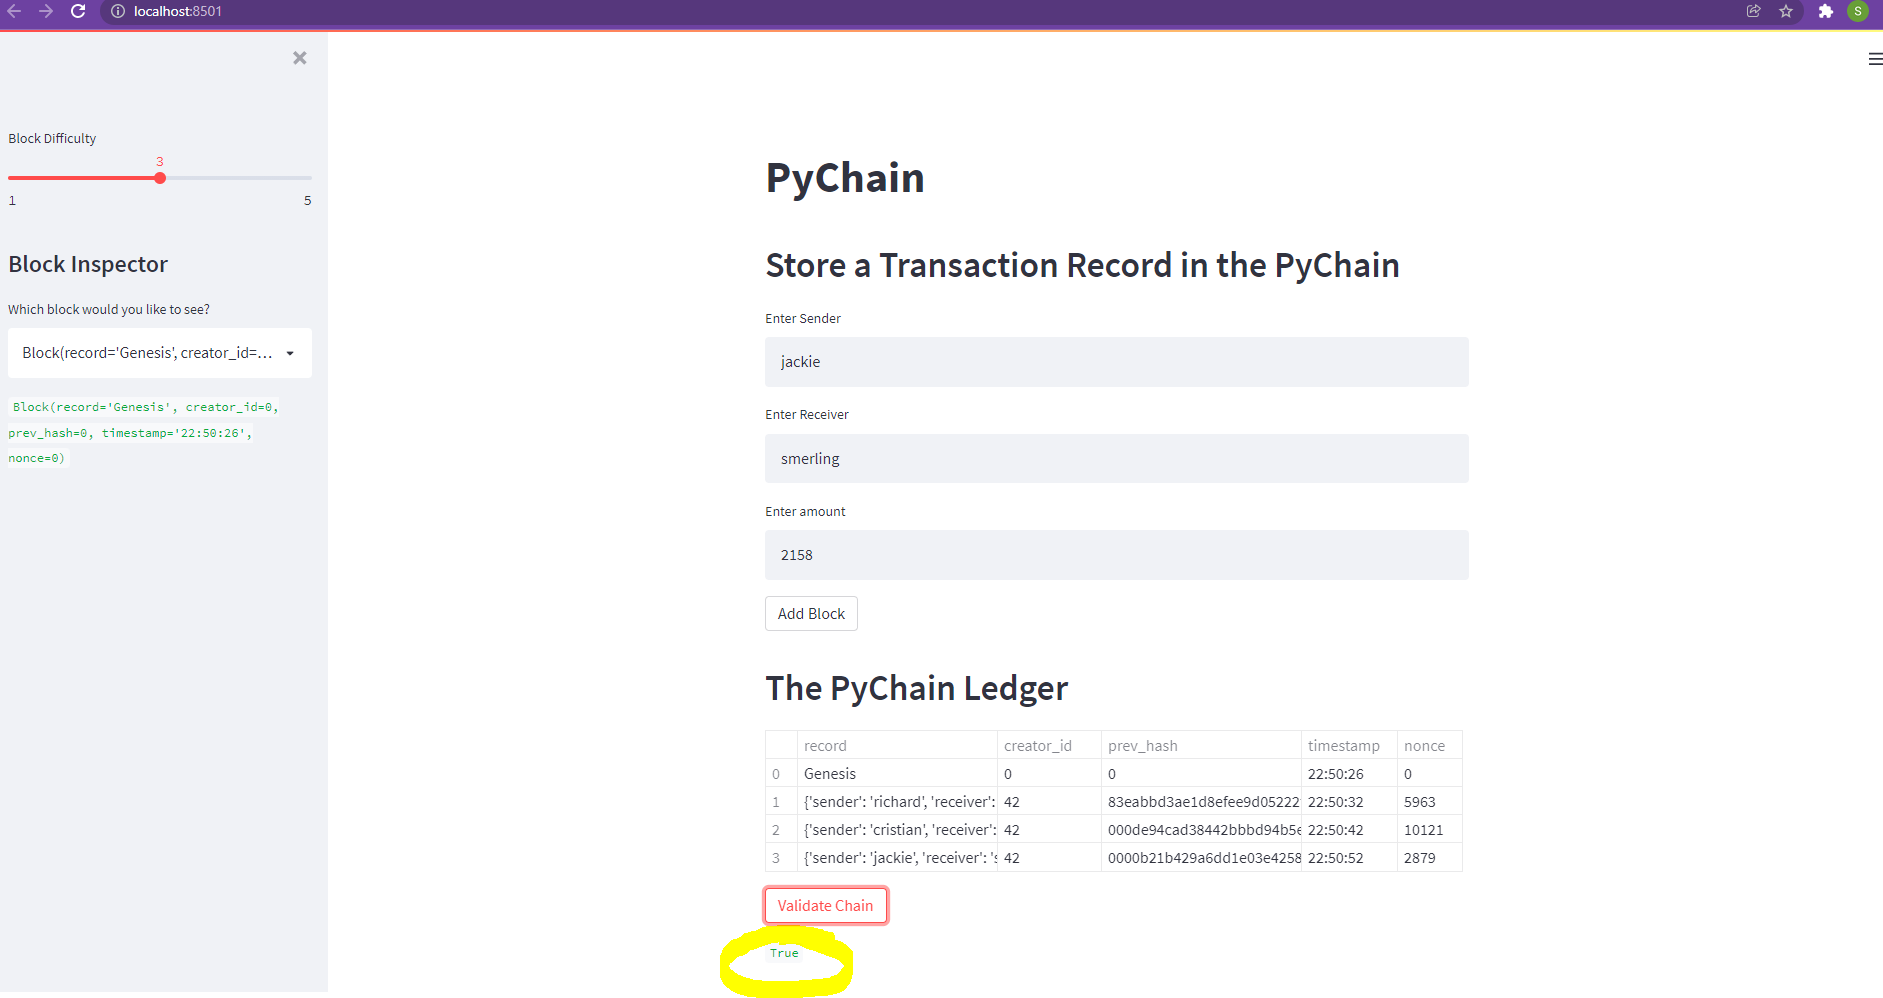 localhost:8501
S
Block Difficulty
3
1 5
Block Inspector
Which block would you like to see?
Block(record='Genesis', creator_id=...
Block(record='Genesis', creator_id=0,
prev_hash=0, timestamp='22:50:26',
nonce=0)
PyChain
Store a Transaction Record in the PyChain
Enter Sender
jackie
Enter Receiver
smerling
Enter amount
2158
Add Block
The PyChain Ledger
record creator_id prev_hash timestamp nonce
0 Genesis 0 0 22:50:26 0
1 {'sender': 'richard', 'receiver': 42 83eabbd3ae1d8efee9d05222 22:50:32 5963
2 {'sender': 'cristian', 'receiver': 42 000de94cad38442bbbd94b5e 22:50:42 10121
3 {'sender': 'jackie', 'receiver': 's 42 0000b21b429a6dd1e03e4258 22:50:52 2879
Validate Chain
True